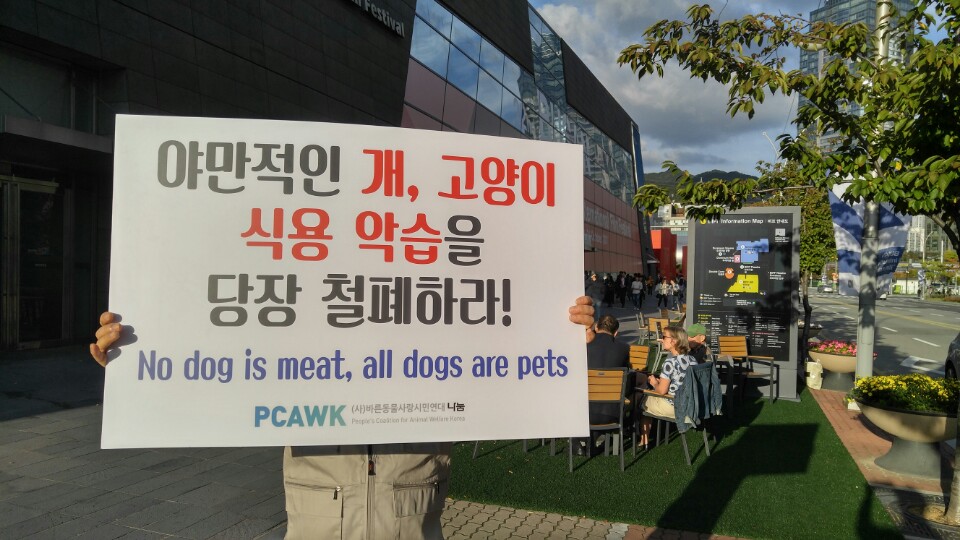 Festival
야만적인 개, 고양이
식용 악습을
당장 철폐하라!
No dog is meat, all dogs are pets
PCAWK (사)바른동물사랑시민연대 나눔
People's Coalition for Animal Welfare Korea
Information Map